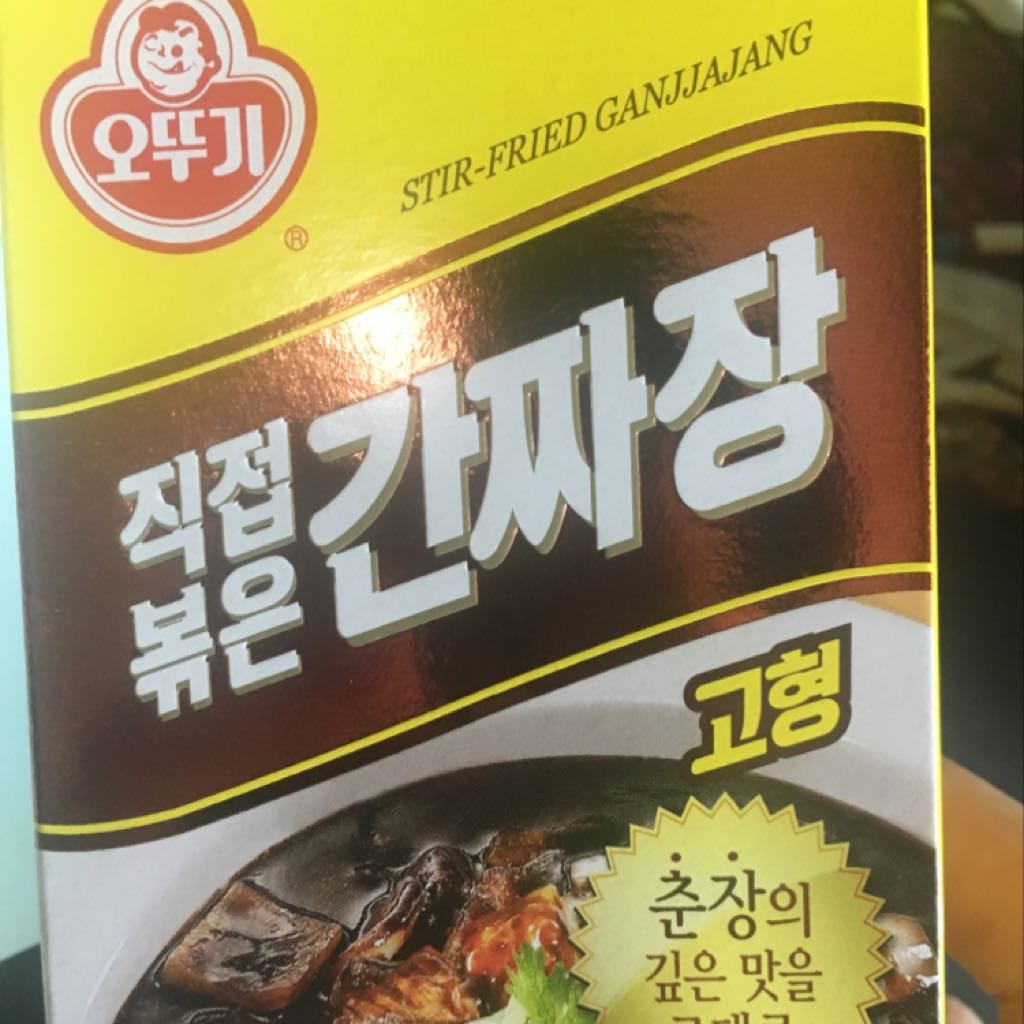 오뚜기
®
STIR-FRIED GANJJAJANG
직접
볶은
간짜장
고형
춘장의
깊은 맛을